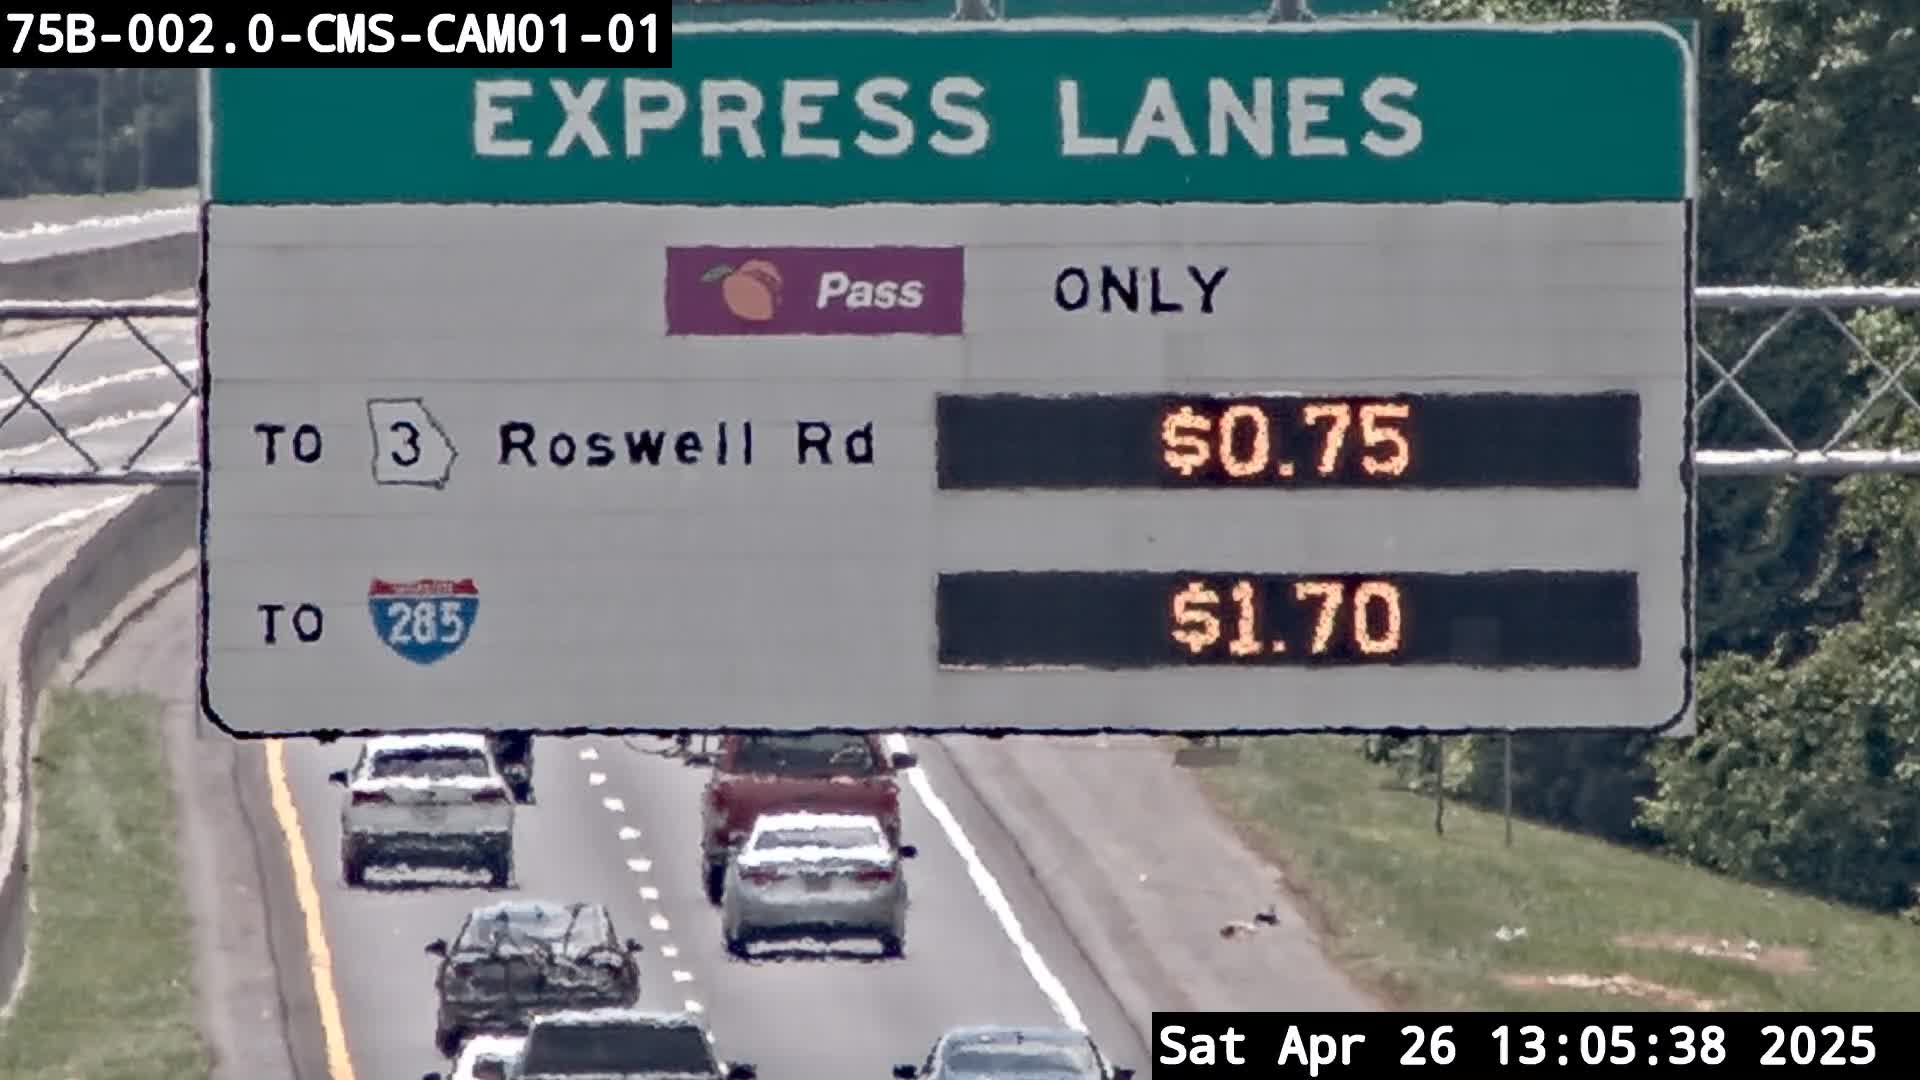 75B-002.0-CMS-CAM01-01
EXPRESS LANES
Pass ONLY
TO 3 Roswell Rd $0.75
TO 285 $1.70
Sat Apr 26 13:05:38 2025